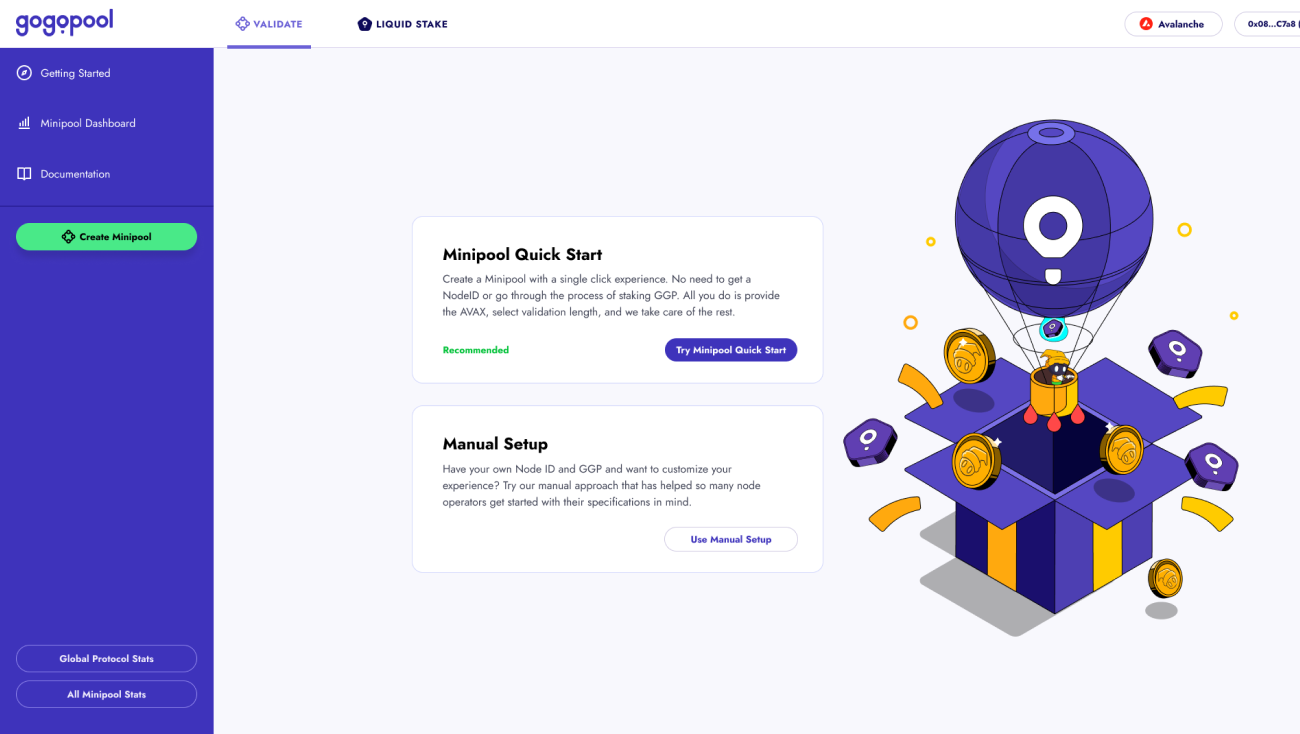 gogopool
VALIDATE
LIQUID STAKE
Avalanche
0x08...C7a8
Getting Started
Minipool Dashboard
Documentation
Create Minipool
Minipool Quick Start
Create a Minipool with a single click experience. No need to get a
NodeID or go through the process of staking GGP. All you do is provide
the AVAX, select validation length, and we take care of the rest.
Recommended
Try Minipool Quick Start
Manual Setup
Have your own Node ID and GGP and want to customize your
experience? Try our manual approach that has helped so many node
operators get started with their specifications in mind.
Use Manual Setup
Global Protocol Stats
All Minipool Stats